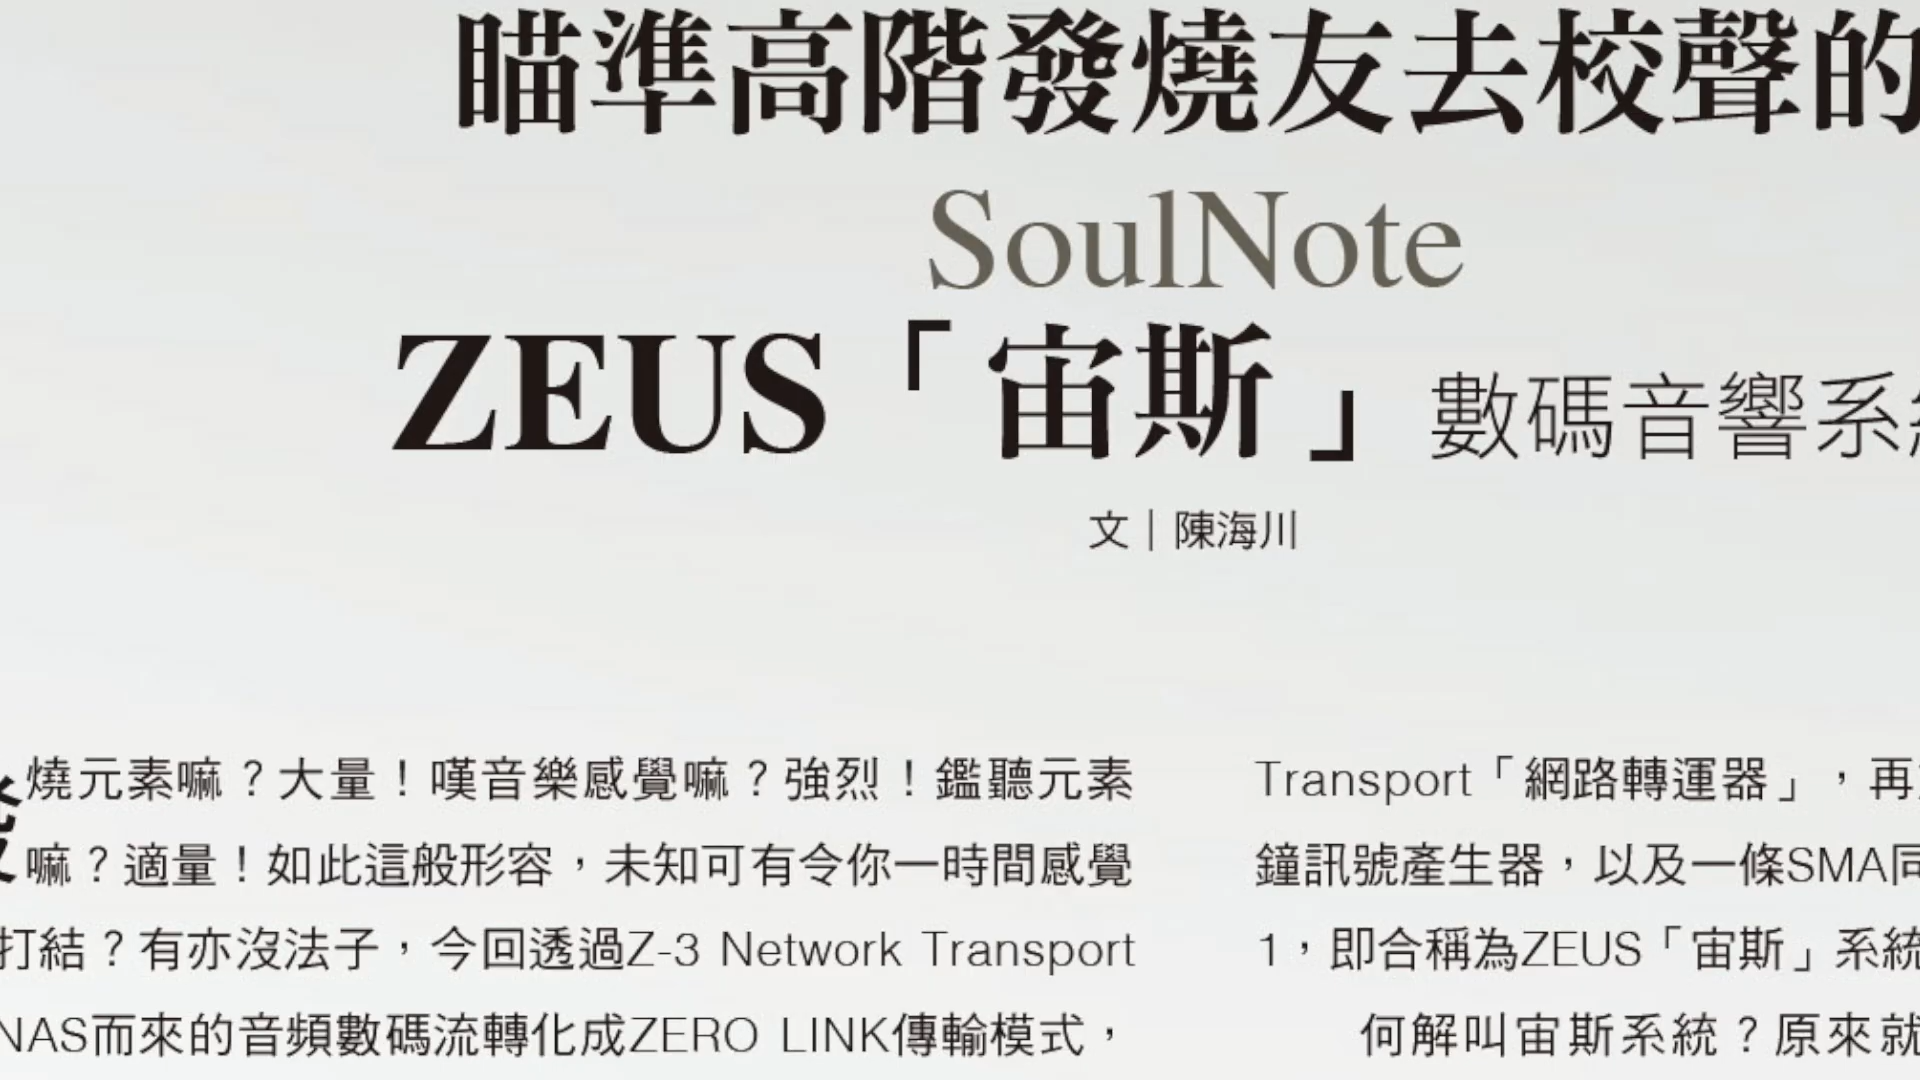 瞄準高階發燒友去校聲的
SoulNote
ZEUS「宙斯」數碼音響系
文｜陳海川
燒元素嘛？大量！嘆音樂感覺嘛？強烈！鑑聽元素
嘛？適量！如此這般形容，未知可有令你一時間感覺
打結？有亦沒法子，今回透過Z-3 Network Transport
NAS而來的音頻數碼流轉化成ZERO LINK傳輸模式，
Transport「網路轉運器」，再
鐘訊號產生器，以及一條SMA同
1，即合稱為ZEUS「宙斯」系統
何解叫宙斯系統？原來就